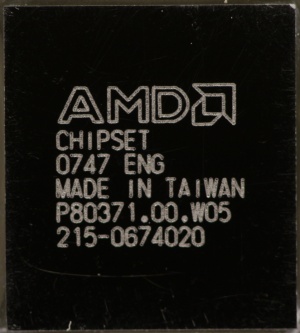 AMD
CHIPSET
0747 ENG
MADE IN TAIWAN
P80371.00.W05
215-0674020